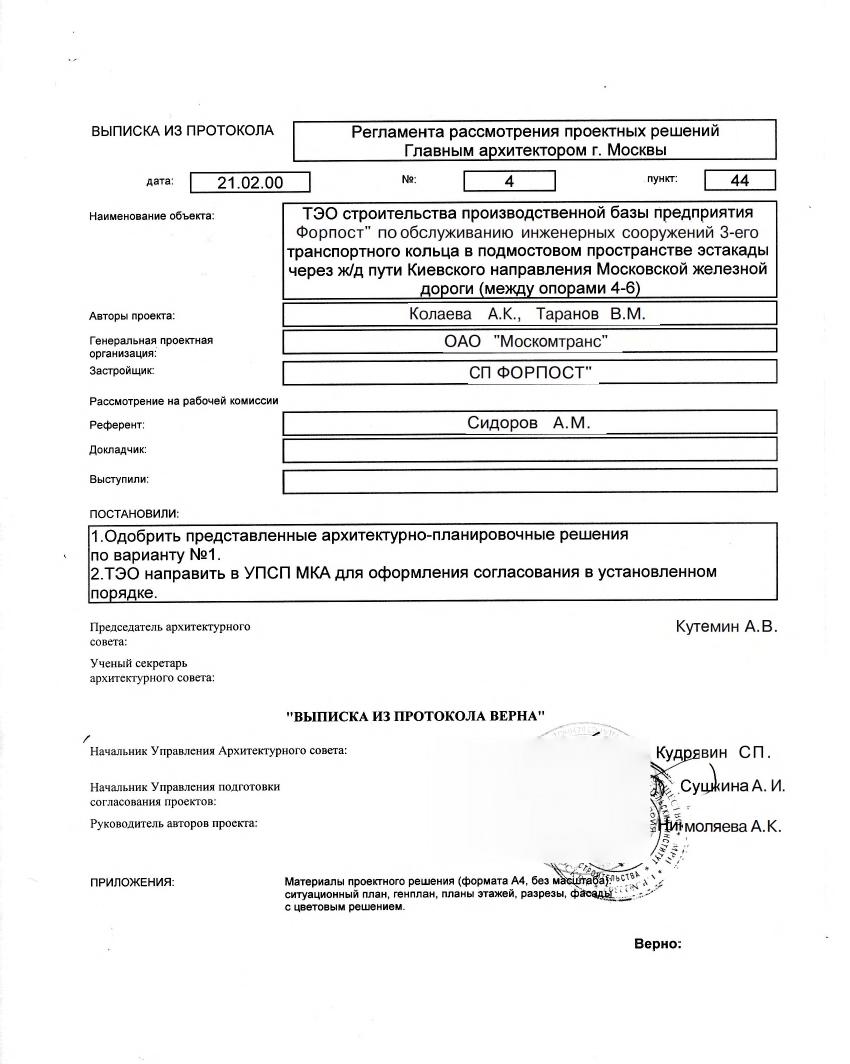 ВЫПИСКА ИЗ ПРОТОКОЛА
Регламента рассмотрения проектных решений
Главным архитектором г. Москвы
дата: 21.02.00 №: 4 пункт: 44
Наименование объекта:
ТЭО строительства производственной базы предприятия
Форпост" по обслуживанию инженерных сооружений 3-его
транспортного кольца в подмостовом пространстве эстакады
через ж/д пути Киевского направления Московской железной
дороги (между опорами 4-6)
Авторы проекта: Колаева А.К., Таранов В.М.
Генеральная проектная
организация:
ОАО "Москомтранс"
Застройщик: СП ФОРПОСТ"
Рассмотрение на рабочей комиссии
Референт: Сидоров А.М.
Докладчик:
Выступили:
ПОСТАНОВИЛИ:
1.Одобрить представленные архитектурно-планировочные решения
по варианту №1.
2.ТЭО направить в УПСП МКА для оформления согласования в установленном
порядке.
Председатель архитектурного
совета:
Кутемин А.В.
Ученый секретарь
архитектурного совета:
"ВЫПИСКА ИЗ ПРОТОКОЛА ВЕРНА"
Начальник Управления Архитектурного совета: Кудрявин СП.
Начальник Управления подготовки
согласования проектов:
Сушкина А. И.
Руководитель авторов проекта: Нимоляева А.К.
ПРИЛОЖЕНИЯ:
Материалы проектного решения (формата А4, без масштаба):
ситуационный план, генплан, планы этажей, разрезы, фасады
с цветовым решением.
Верно: